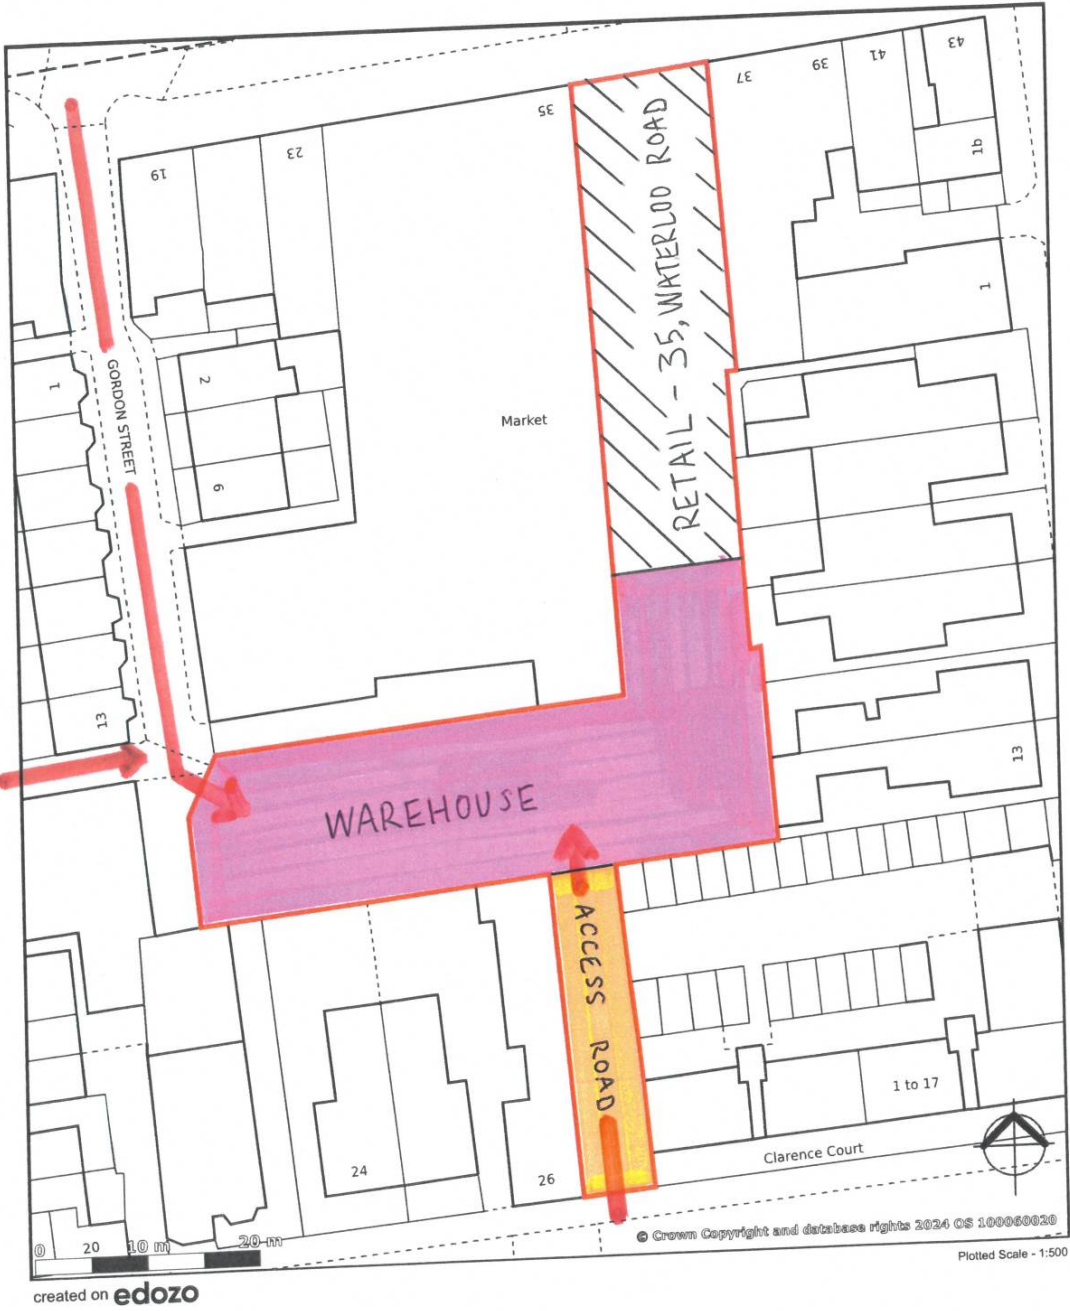 43
41
39
37
35
23
19
1b
1
2
6
1
13
13
GORDON STREET
Market
RETAIL - 35, WATERLOO ROAD
WAREHOUSE
ACCESS ROAD
24
26
1 to 17
Clarence Court
© Crown Copyright and database rights 2024 OS 100060020
0 20 10 m 20 m
Plotted Scale - 1:500
created on edozo